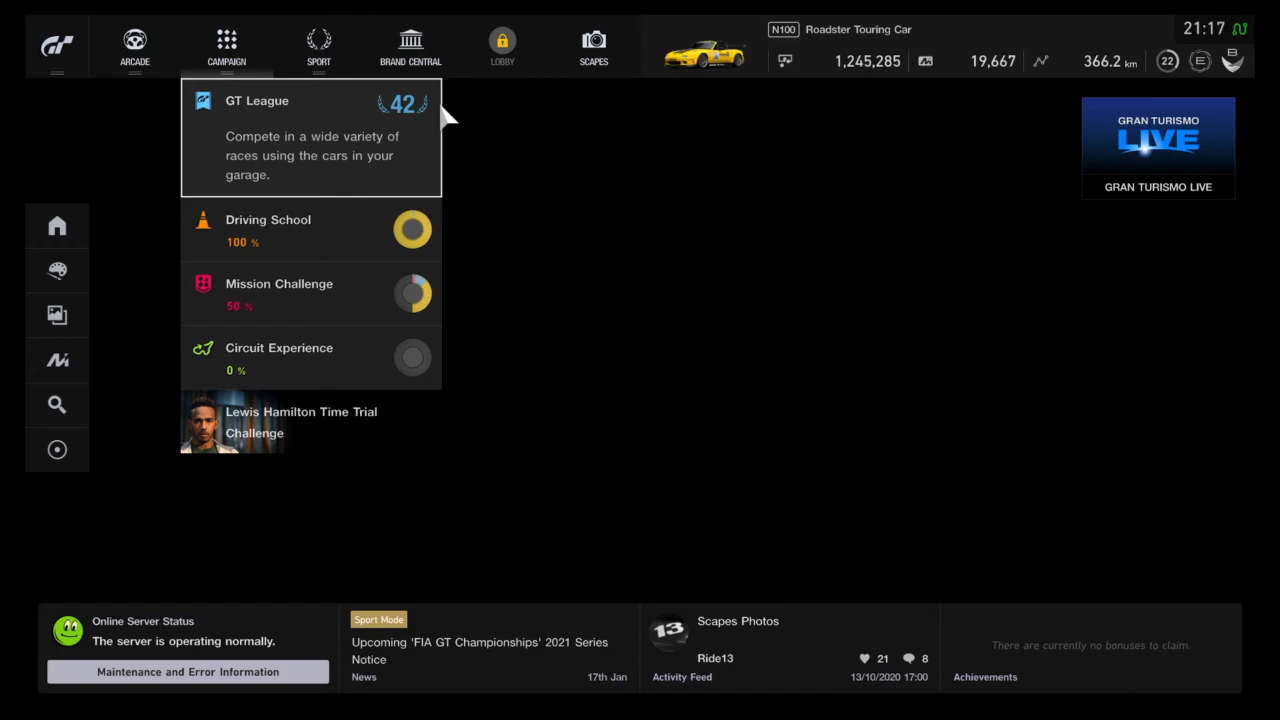 ARCADE
CAMPAIGN
SPORT
BRAND CENTRAL
LOBBY
SCAPES
N100 Roadster Touring Car
1,245,285
19,667
366.2 km
21:17
22 E B
GT League
42
Compete in a wide variety of
races using the cars in your
garage.
Driving School
100 %
Mission Challenge
50 %
Circuit Experience
0 %
Lewis Hamilton Time Trial
Challenge
GRAN TURISMO
LIVE
GRAN TURISMO LIVE
Online Server Status
The server is operating normally.
Maintenance and Error Information
Sport Mode
Upcoming 'FIA GT Championships' 2021 Series
Notice
News 17th Jan
13
Scapes Photos
Ride13
21 8
Activity Feed 13/10/2020 17:00
There are currently no bonuses to claim.
Achievements